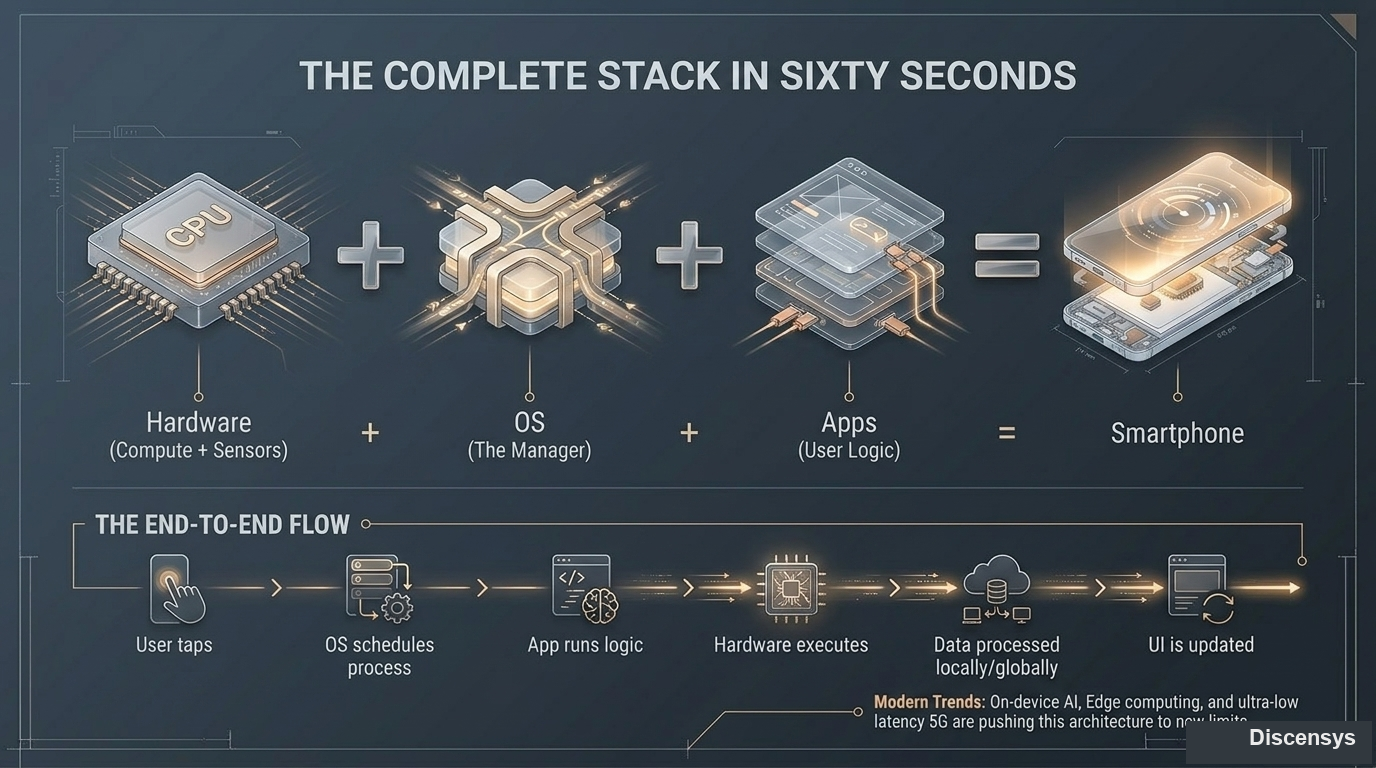 THE COMPLETE STACK IN SIXTY SECONDS
CPU
Hardware
(Compute + Sensors)
+
OS
(The Manager)
+
Apps
(User Logic)
=
Smartphone
THE END-TO-END FLOW
User taps
OS schedules
process
</>
App runs logic
Hardware executes
Data processed
locally/globally
UI is updated
Modern Trends: On-device AI, Edge computing, and ultra-low
latency 5G are pushing this architecture to new limits.
Discensys